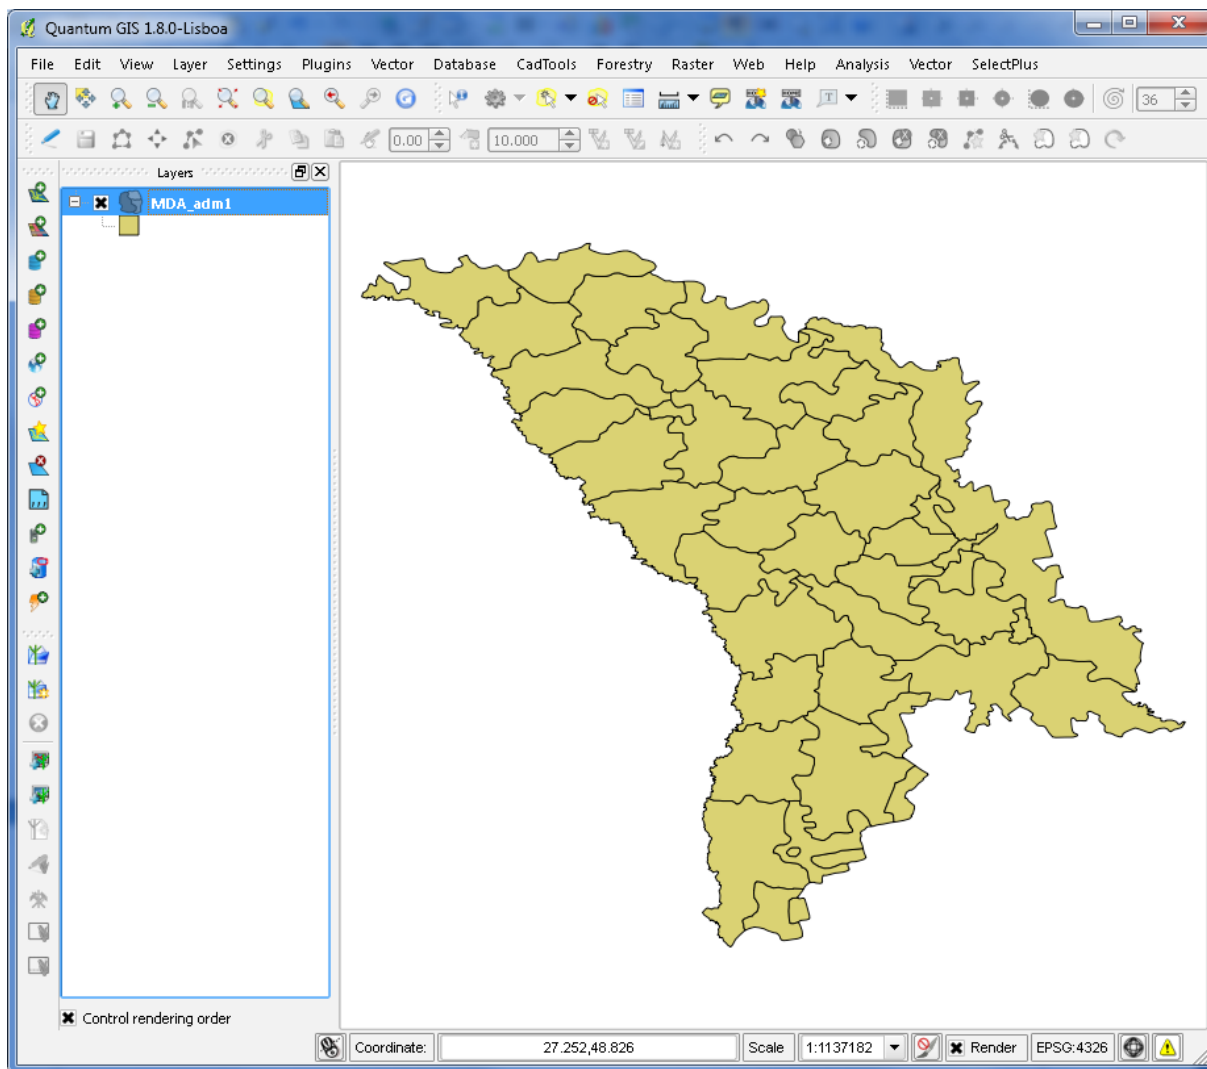 Quantum GIS 1.8.0-Lisboa
File Edit View Layer Settings Plugins Vector Database CadTools Forestry Raster Web Help Analysis Vector SelectPlus
36
0.00 10.000
Layers
MDA_adm1
Control rendering order
Coordinate: 27.252,48.826 Scale 1:1137182 Render EPSG:4326